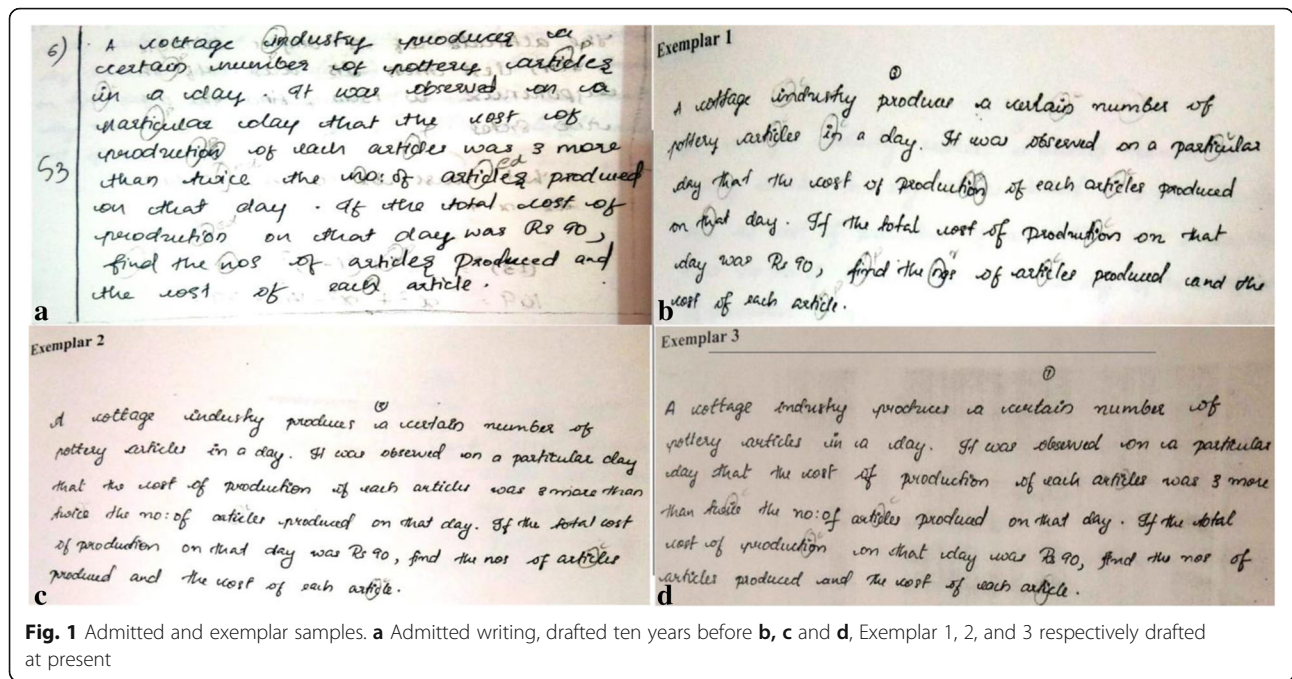 6) A cottage industry produces a
certain number of pottery articles
in a day. It was observed on a
particular day that the cost of
production of each articles was 3 more
53 than twice the no: of articles produced
on that day. If the total cost of
production on that day was Rs 90,
find the nos of articles produced and
the cost of each article.
a
Exemplar 1
A cottage industry produces a certain number of
pottery articles in a day. It was observed on a particular
day that the cost of production of each articles produced
on that day. If the total cost of production on that
day was Rs 90, find the nos of articles produced and the
cost of each article.
b
Exemplar 2
A cottage industry produces a certain number of
pottery articles in a day. It was observed on a particular day
that the cost of production of each articles was 3 more than
twice the no: of articles produced on that day. If the total cost
of production on that day was Rs 90, find the nos of articles
produced and the cost of each article.
c
Exemplar 3
A cottage industry produces a certain number of
pottery articles in a day. It was observed on a particular
day that the cost of production of each articles was 3 more
than twice the no: of articles produced on that day. If the total
cost of production on that day was Rs 90, find the nos of
articles produced and the cost of each article.
d
Fig. 1 Admitted and exemplar samples. a Admitted writing, drafted ten years before b, c and d, Exemplar 1, 2, and 3 respectively drafted
at present